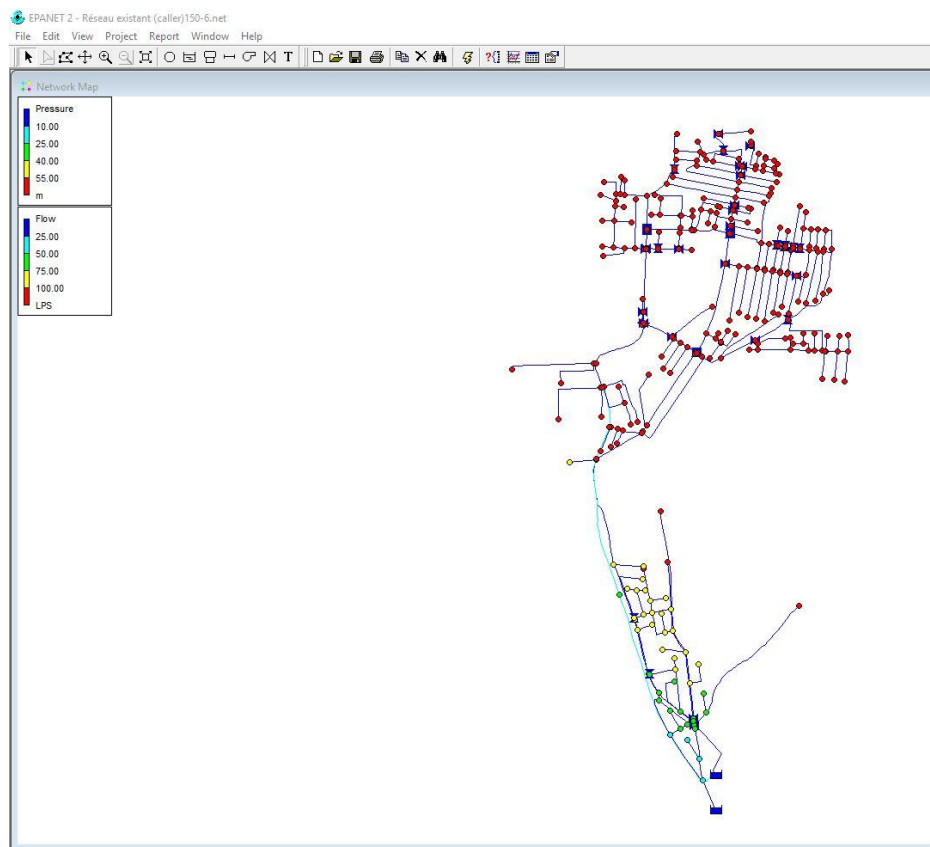 EPANET 2 - Réseau existant (caller)150-6.net
File Edit View Project Report Window Help
T
Network Map
Pressure
10.00
25.00
40.00
55.00
m
Flow
25.00
50.00
75.00
100.00
LPS